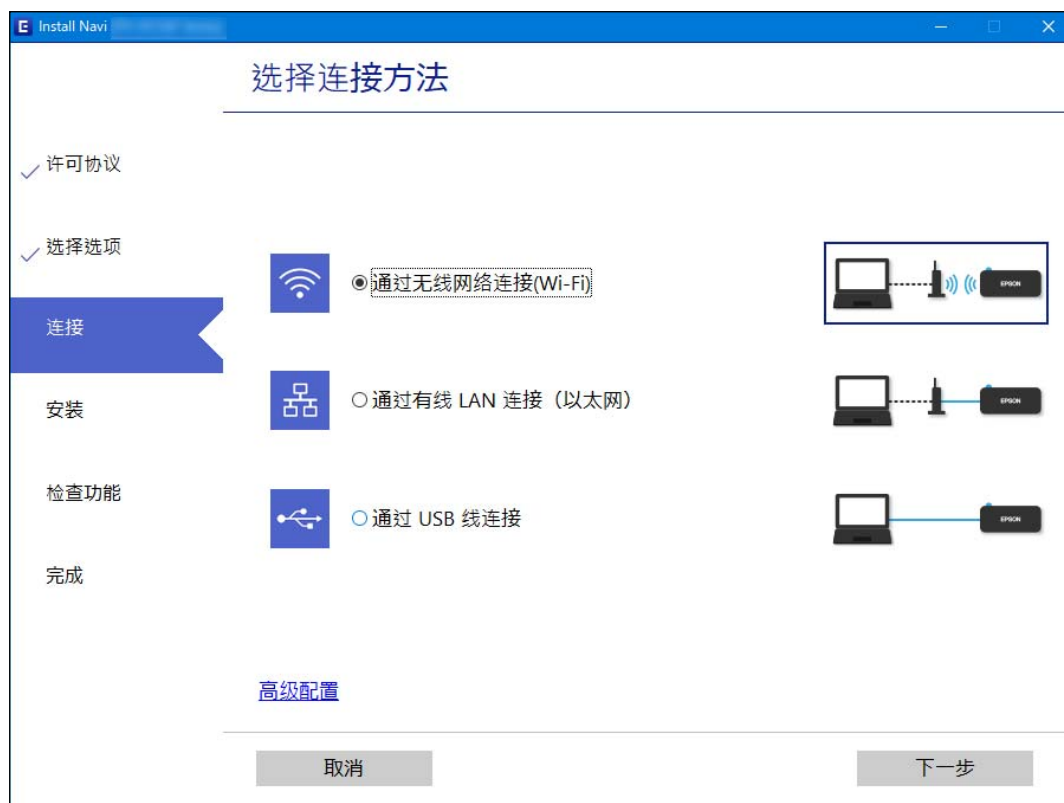 Install Navi
选择连接方法
许可协议
选择选项
连接
安装
检查功能
完成
通过无线网络连接(Wi-Fi)
EPSON
通过有线 LAN 连接（以太网）
EPSON
通过 USB 线连接
EPSON
高级配置
取消
下一步